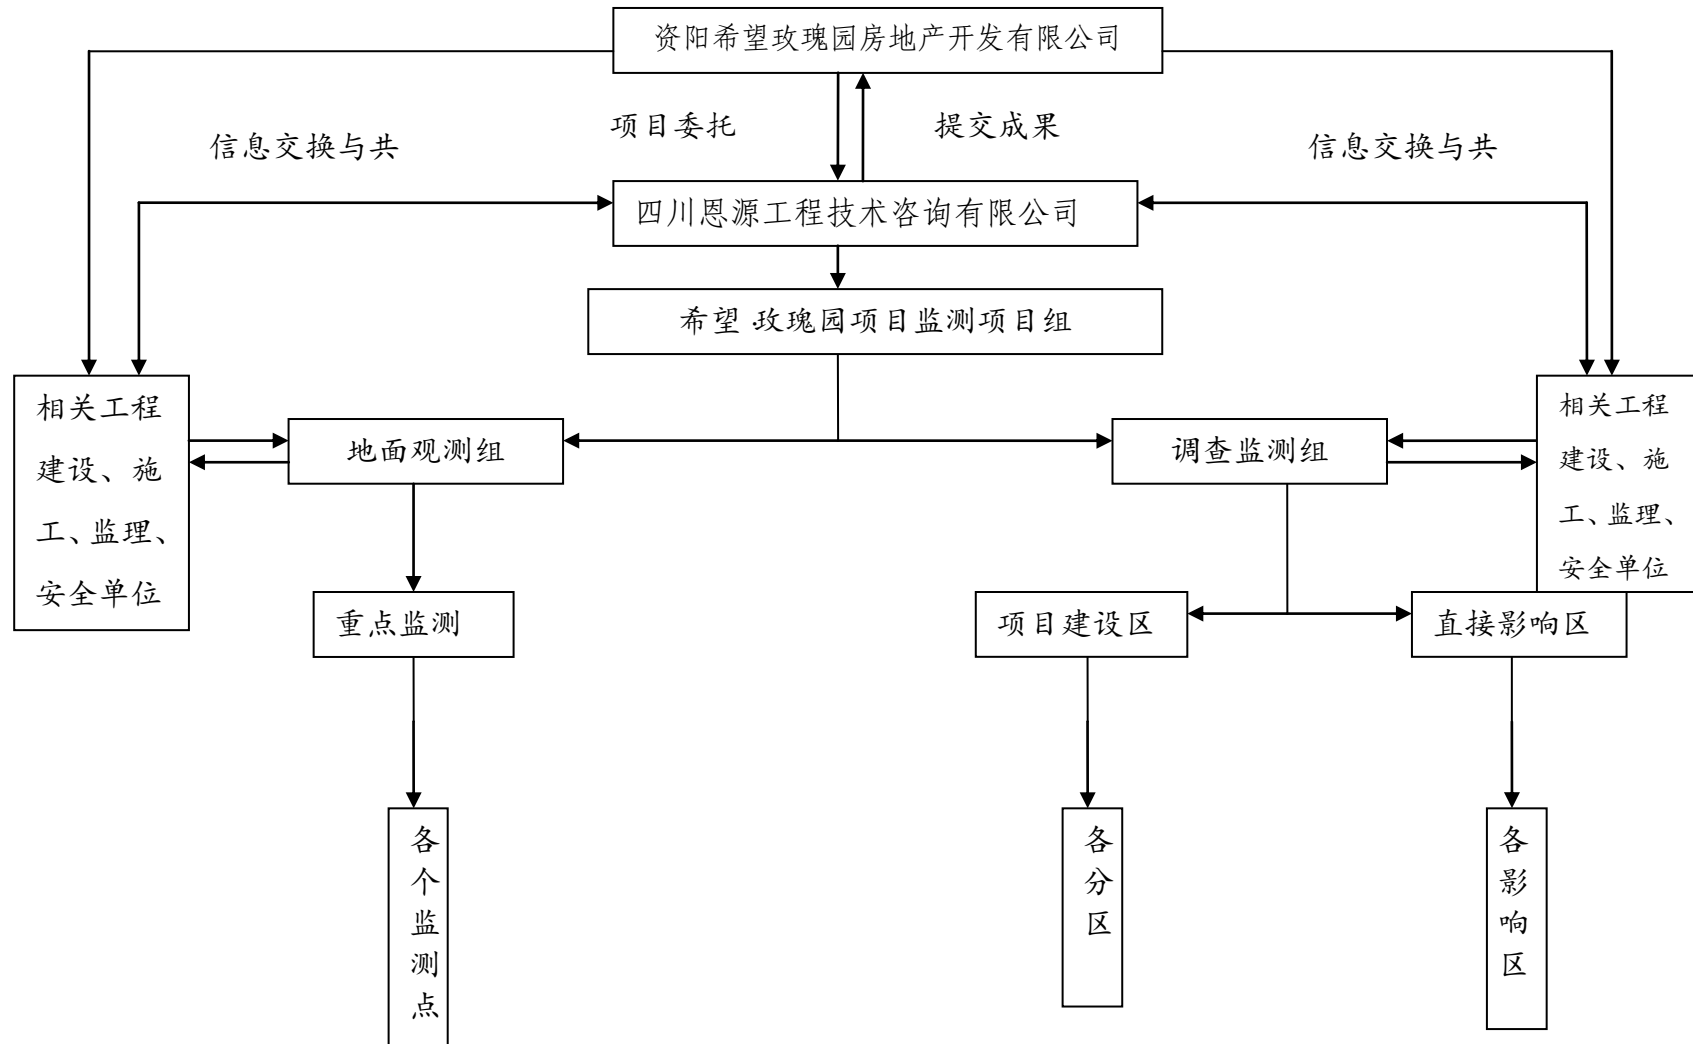 资阳希望玫瑰园房地产开发有限公司
项目委托
提交成果
信息交换与共
信息交换与共
四川恩源工程技术咨询有限公司
希望·玫瑰园项目监测项目组
相关工程
建设、施
工、监理、
安全单位
地面观测组
调查监测组
相关工程
建设、施
工、监理、
安全单位
重点监测
项目建设区
直接影响区
各
个
监
测
点
各
分
区
各
影
响
区